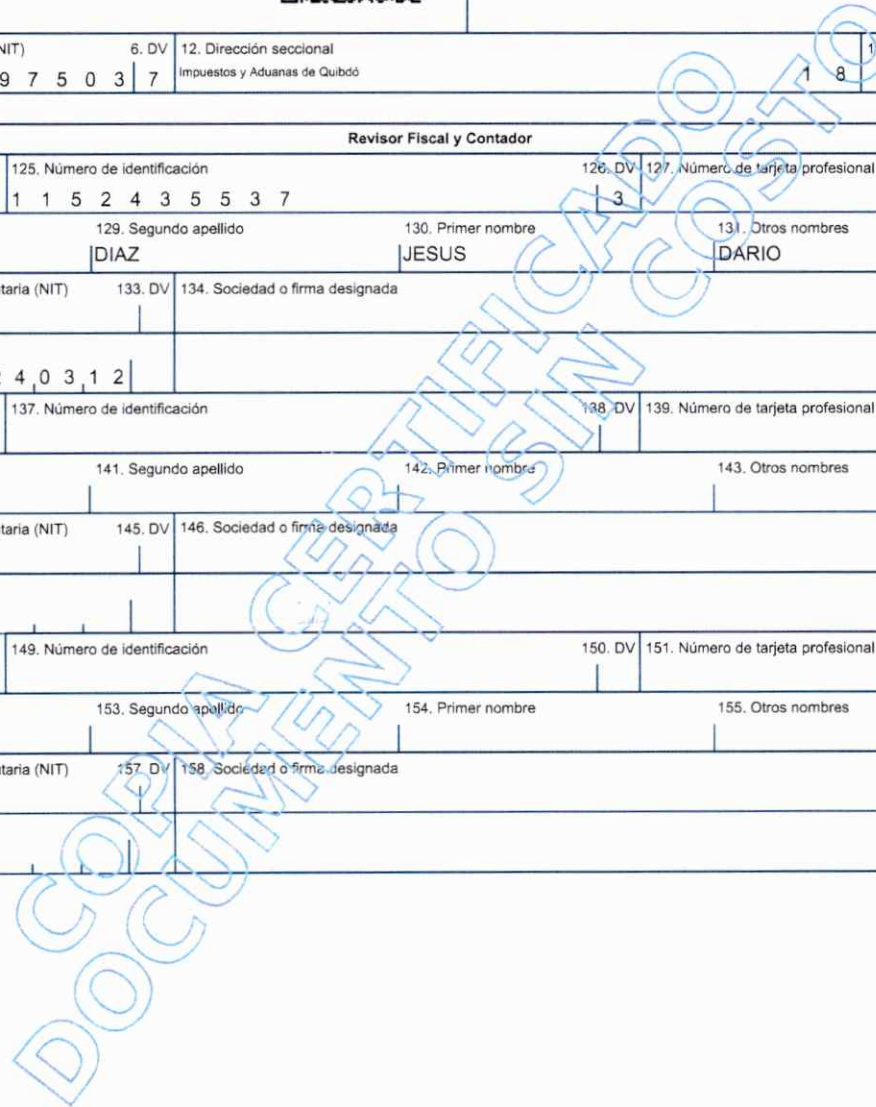 NIT) 6. DV 12. Dirección seccional
9 7 5 0 3 7 Impuestos y Aduanas de Quibdó 1 8
Revisor Fiscal y Contador
125. Número de identificación 126. DV 127. Número de tarjeta profesional
1 1 5 2 4 3 5 5 3 7 3
129. Segundo apellido 130. Primer nombre 131. Otros nombres
DIAZ JESUS DARIO
taria (NIT) 133. DV 134. Sociedad o firma designada
4 0 3 1 2
137. Número de identificación 138. DV 139. Número de tarjeta profesional
141. Segundo apellido 142. Primer nombre 143. Otros nombres
taria (NIT) 145. DV 146. Sociedad o firma designada
149. Número de identificación 150. DV 151. Número de tarjeta profesional
153. Segundo apellido 154. Primer nombre 155. Otros nombres
taria (NIT) 157. DV 158. Sociedad o firma designada
COPIA CERTIFICADO
DOCUMENTO SIN COSTO